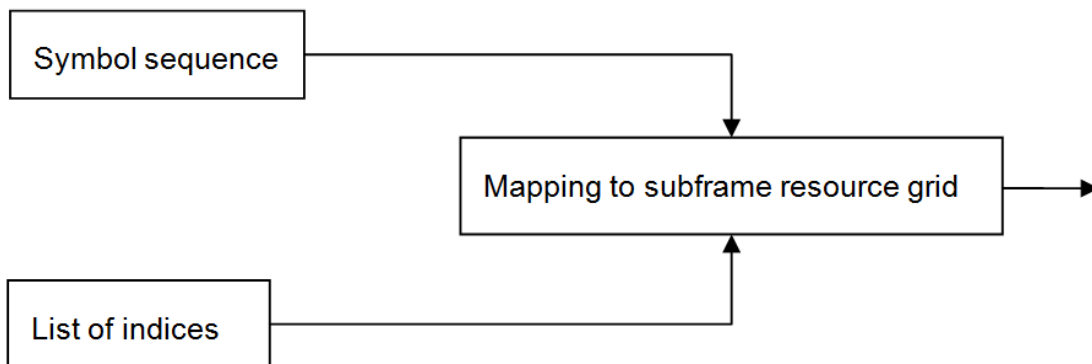 Symbol sequence
Mapping to subframe resource grid
List of indices